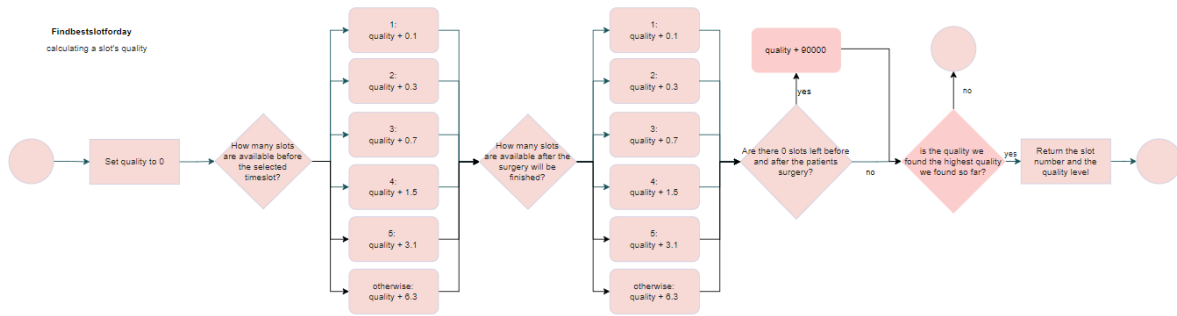 Findbestslotforday
calculating a slot's quality
Set quality to 0
How many slots
are available before
the selected
timeslot?
1:
quality + 0.1
2:
quality + 0.3
3:
quality + 0.7
4:
quality + 1.5
5:
quality + 3.1
otherwise:
quality + 6.3
How many slots
are available after the
surgery will be
finished?
1:
quality + 0.1
2:
quality + 0.3
3:
quality + 0.7
4:
quality + 1.5
5:
quality + 3.1
otherwise:
quality + 6.3
Are there 0 slots left before
and after the patients
surgery?
yes
quality + 90000
no
is the quality we
found the highest quality
we found so far?
no
yes
Return the slot
number and the
quality level